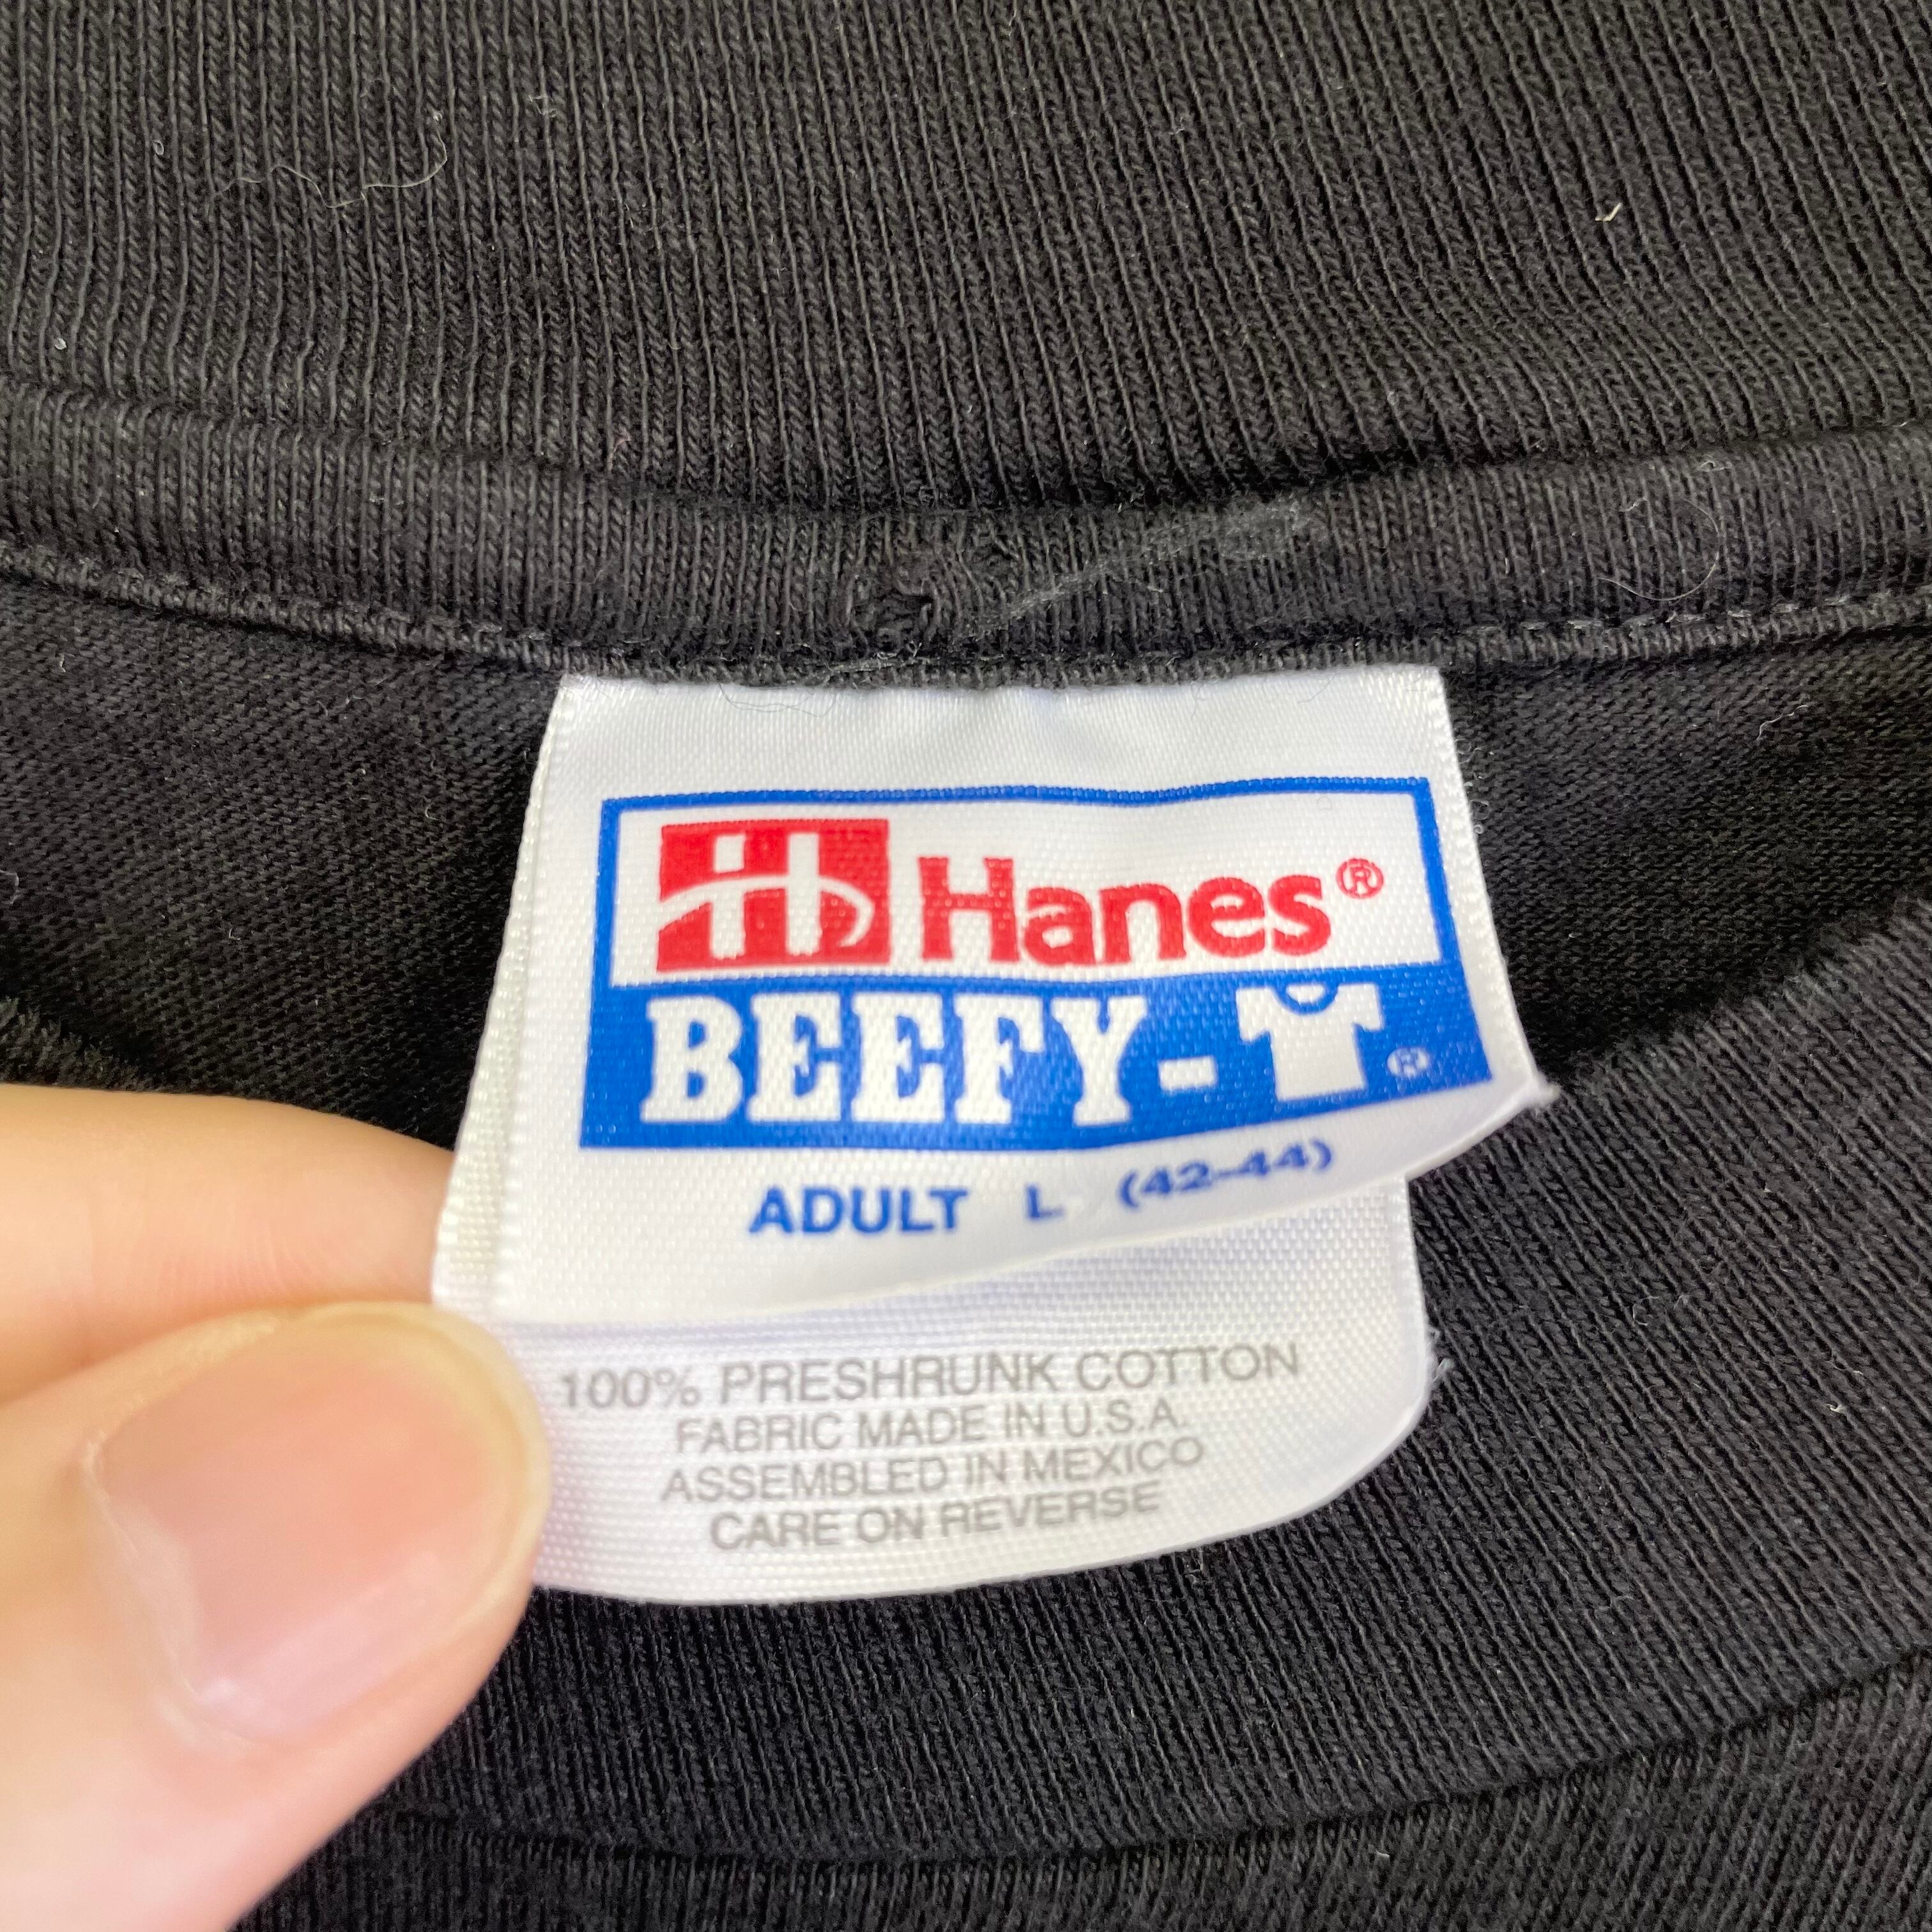 H Hanes®
BEEFY-T®
ADULT L (42-44)
100% PRESHRUNK COTTON
FABRIC MADE IN U.S.A.
ASSEMBLED IN MEXICO
CARE ON REVERSE